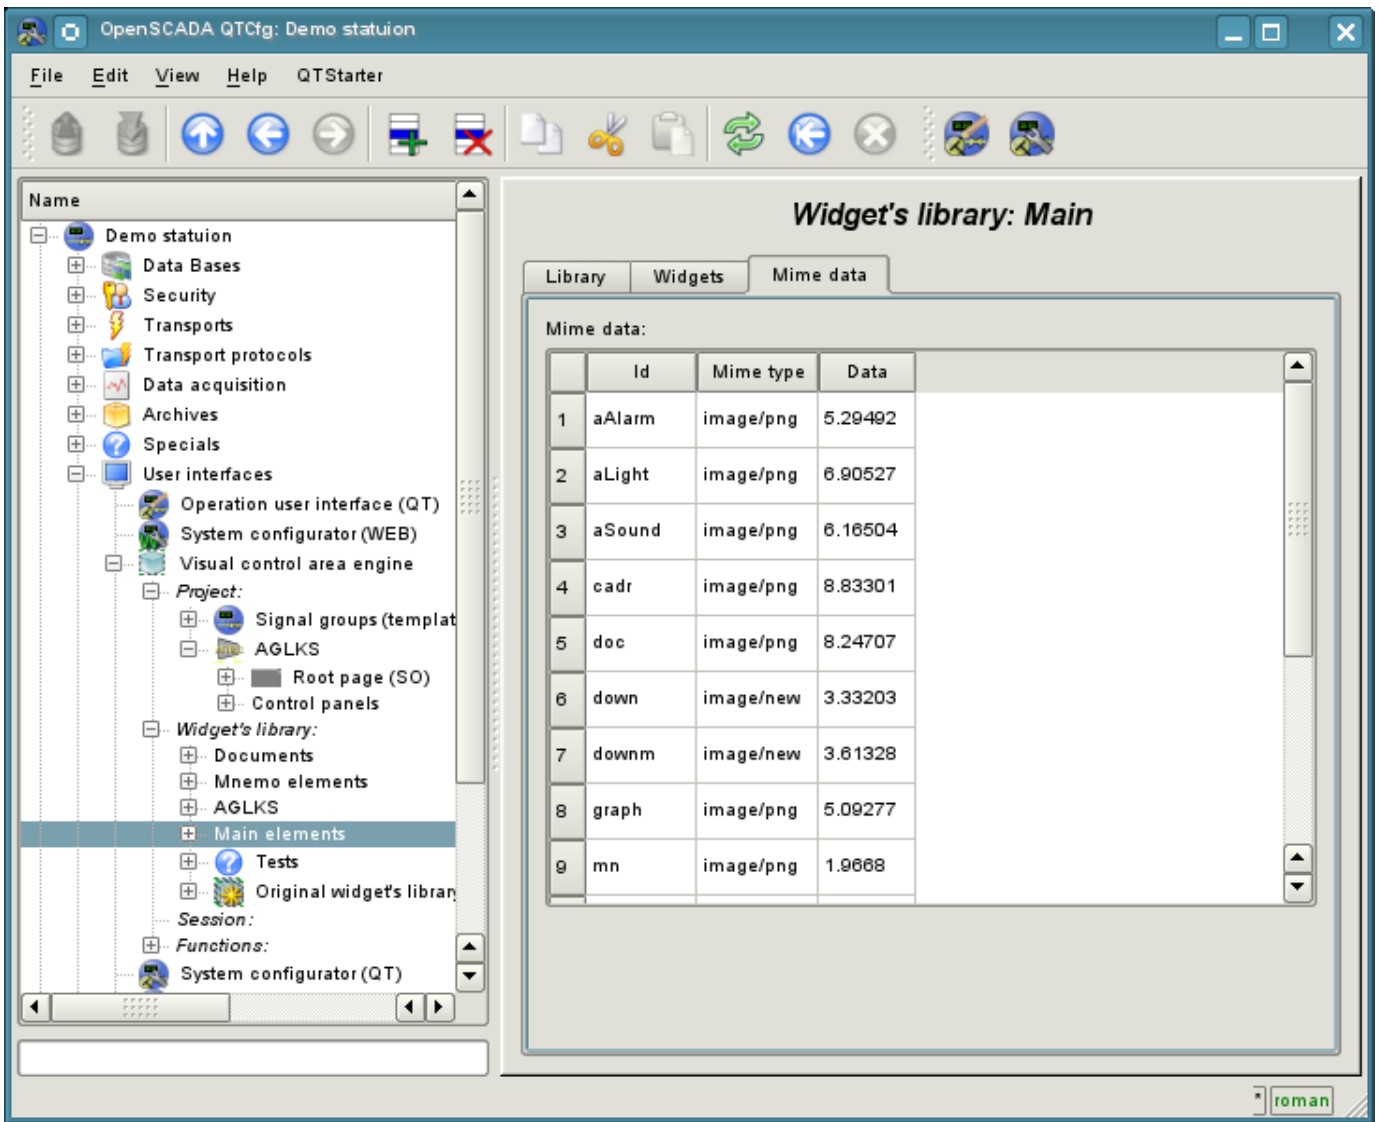 OpenSCADA QTCfg: Demo statuion
File Edit View Help QTStarter
Name
Demo statuion
Data Bases
Security
Transports
Transport protocols
Data acquisition
Archives
Specials
User interfaces
Operation user interface (QT)
System configurator (WEB)
Visual control area engine
Project:
Signal groups (templat
AGLKS
Root page (SO)
Control panels
Widget's library:
Documents
Mnemo elements
AGLKS
Main elements
Tests
Original widget's librar
Session:
Functions:
System configurator (QT)
Widget's library: Main
Library Widgets Mime data
Mime data:
Id Mime type Data
1 aAlarm image/png 5.29492
2 aLight image/png 6.90527
3 aSound image/png 6.16504
4 cadr image/png 8.83301
5 doc image/png 8.24707
6 down image/new 3.33203
7 downm image/new 3.61328
8 graph image/png 5.09277
9 mn image/png 1.9668
* roman